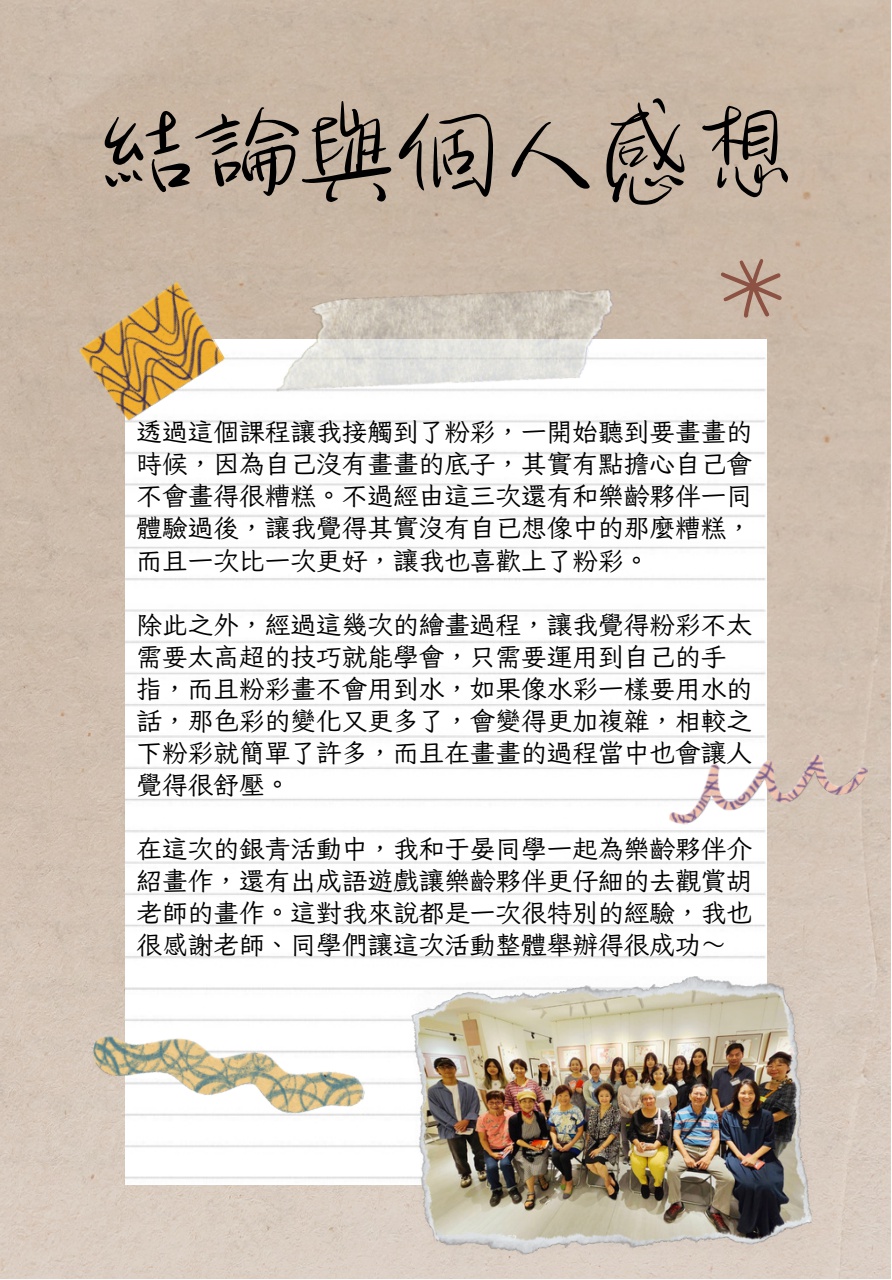 結論與個人感想
透過這個課程讓我接觸到了粉彩，一開始聽到要畫畫的
時候，因為自己沒有畫畫的底子，其實有點擔心自己會
不會畫得很糟糕。不過經由這三次還有和樂齡夥伴一同
體驗過後，讓我覺得其實沒有自已想像中的那麼糟糕，
而且一次比一次更好，讓我也喜歡上了粉彩。
除此之外，經過這幾次的繪畫過程，讓我覺得粉彩不太
需要太高超的技巧就能學會，只需要運用到自己的手
指，而且粉彩畫不會用到水，如果像水彩一樣要用水的
話，那色彩的變化又更多了，會變得更加複雜，相較之
下粉彩就簡單了許多，而且在畫畫的過程當中也會讓人
覺得很舒壓。
在這次的銀青活動中，我和于晏同學一起為樂齡夥伴介
紹畫作，還有出成語遊戲讓樂齡夥伴更仔細的去觀賞胡
老師的畫作。這對我來說都是一次很特別的經驗，我也
很感謝老師、同學們讓這次活動整體舉辦得很成功～